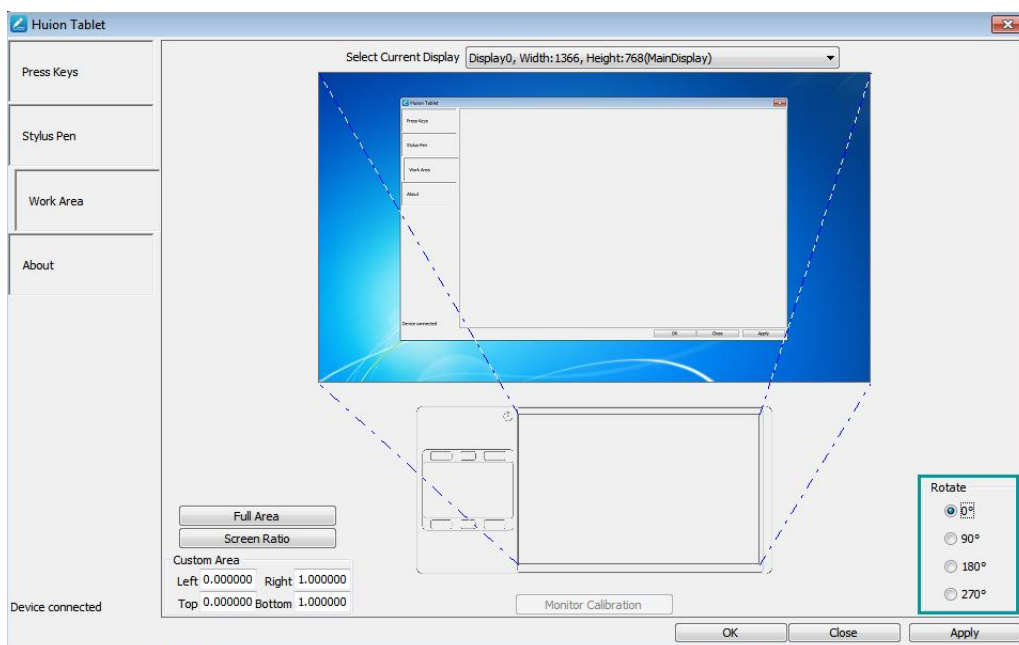 Huion Tablet
Press Keys
Stylus Pen
Work Area
About
Device connected
Select Current Display Display0, Width:1366, Height:768(MainDisplay)
Huion Tablet
Press Keys
Stylus Pen
Work Area
About
Device connected
OK Close Apply
Full Area
Screen Ratio
Custom Area
Left 0.000000 Right 1.000000
Top 0.000000 Bottom 1.000000
Monitor Calibration
Rotate
0°
90°
180°
270°
OK Close Apply